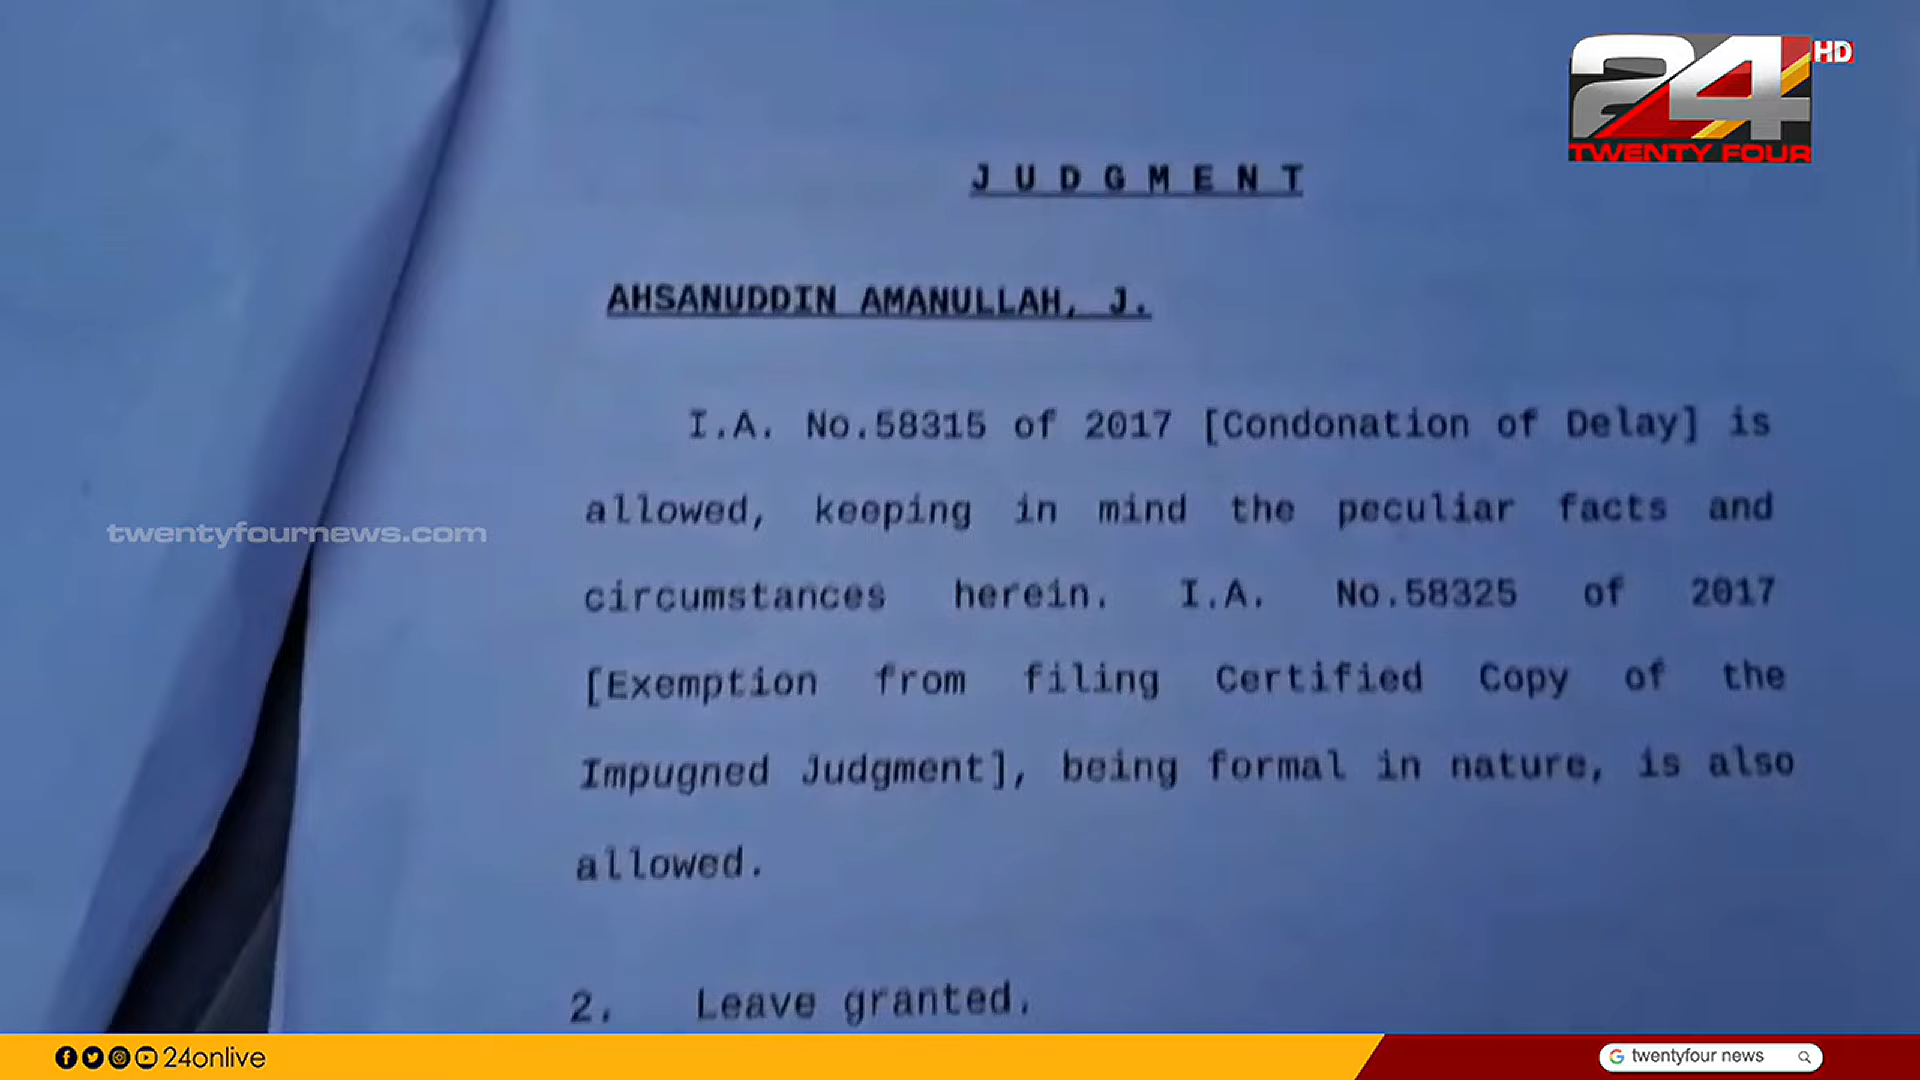 24 HD
TWENTY FOUR
J U D G M E N T
AHSANUDDIN AMANULLAH, J.
I.A. No.58315 of 2017 [Condonation of Delay] is
allowed, keeping in mind the peculiar facts and
twentyfournews.com
circumstances herein. I.A. No.58325 of 2017
[Exemption from filing Certified Copy of the
Impugned Judgment], being formal in nature, is also
allowed.
2. Leave granted.
24onlive
twentyfour news